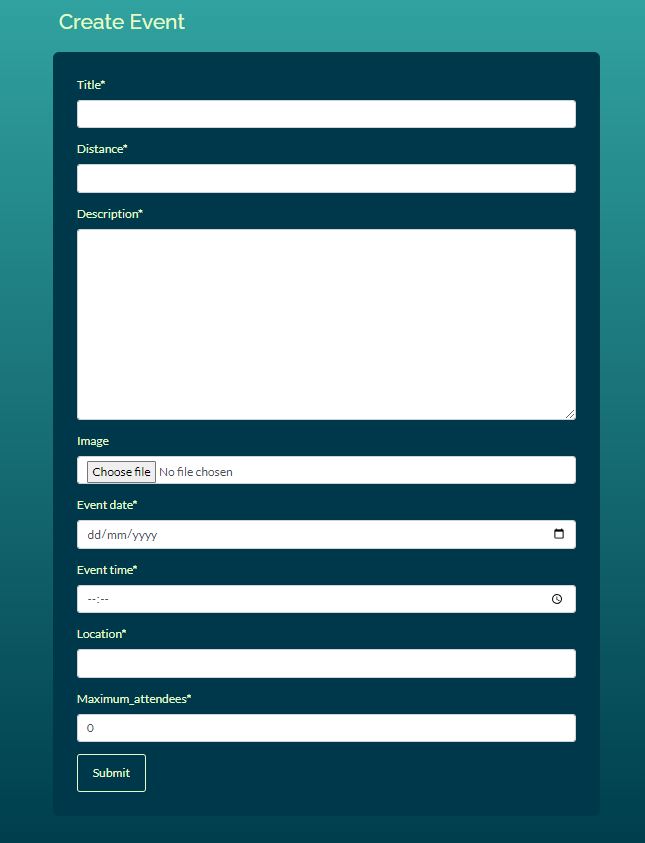 Create Event
Title*
Distance*
Description*
Image
Choose file No file chosen
Event date*
dd/mm/yyyy
Event time*
--:--
Location*
Maximum_attendees*
0
Submit